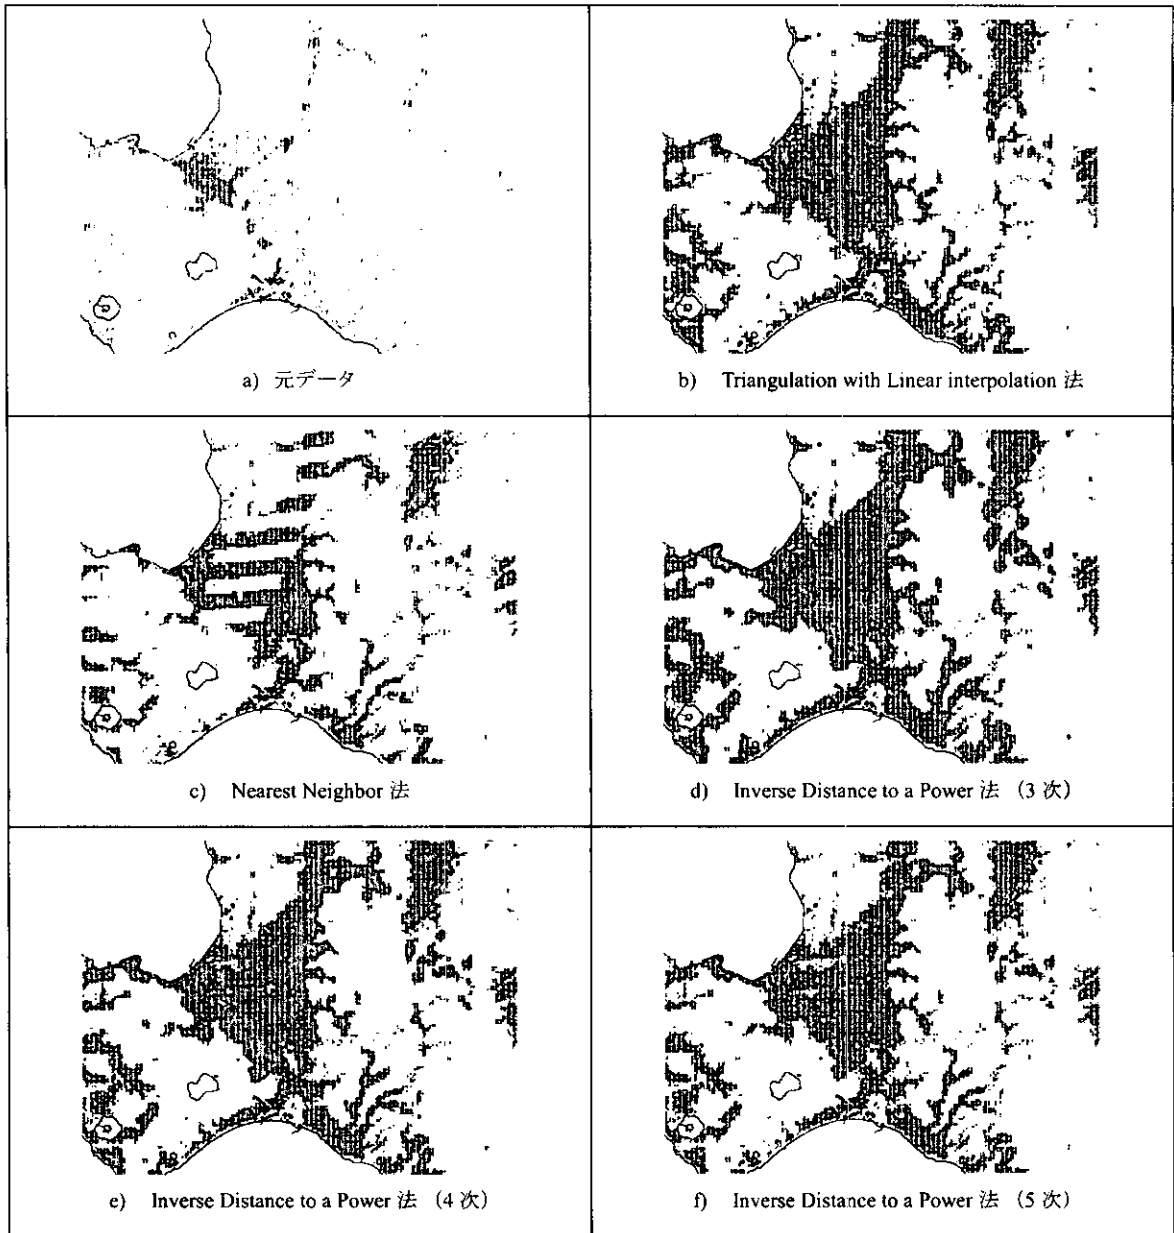 a) 元データ
b) Triangulation with Linear interpolation 法
c) Nearest Neighbor 法
d) Inverse Distance to a Power 法 (3 次)
e) Inverse Distance to a Power 法 (4 次)
f) Inverse Distance to a Power 法 (5 次)